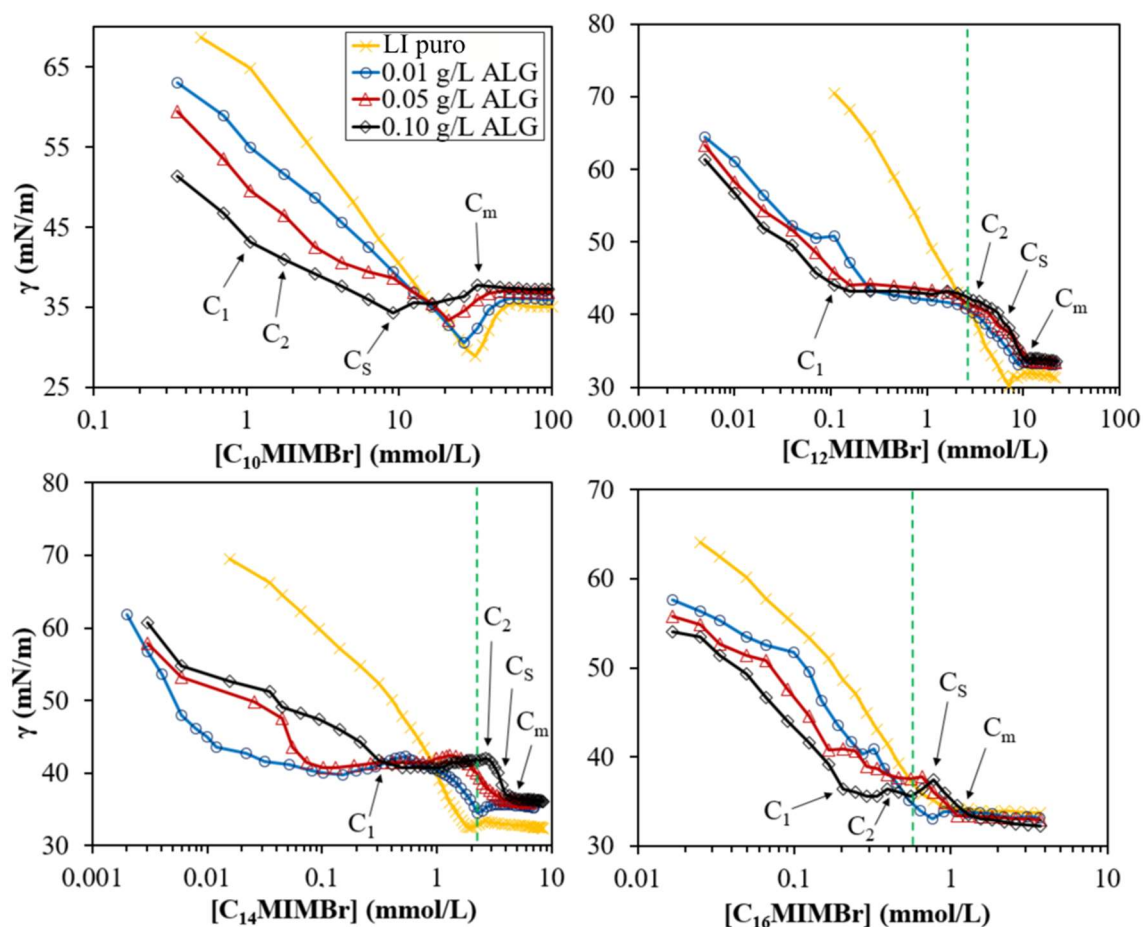 65
55
45
35
25
γ (mN/m)
LI puro
0.01 g/L ALG
0.05 g/L ALG
0.10 g/L ALG
C1
C2
CS
Cm
0.1
1
10
100
[C10MIMBr] (mmol/L)
80
70
60
50
40
30
C1
C2
CS
Cm
0.001
0.01
0.1
1
10
100
[C12MIMBr] (mmol/L)
80
70
60
50
40
30
γ (mN/m)
C1
C2
CS
Cm
0.001
0.01
0.1
1
10
[C14MIMBr] (mmol/L)
70
60
50
40
30
C1
C2
CS
Cm
0.01
0.1
1
10
[C16MIMBr] (mmol/L)